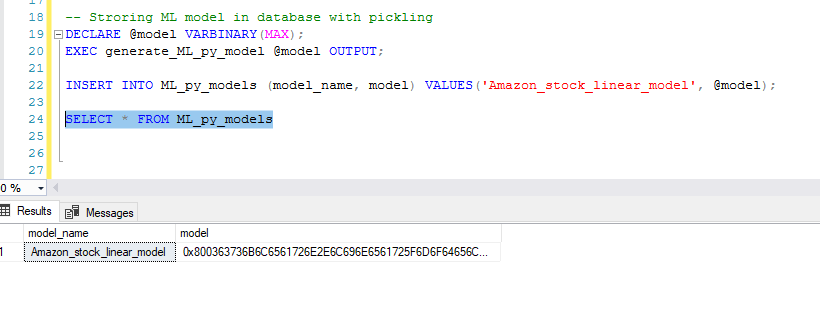 17
18 -- Stroring ML model in database with pickling
19 DECLARE @model VARBINARY(MAX);
20 EXEC generate_ML_py_model @model OUTPUT;
21
22 INSERT INTO ML_py_models (model_name, model) VALUES('Amazon_stock_linear_model', @model);
23
24 SELECT * FROM ML_py_models
25
26
27
0 %
Results Messages
model_name model
1 Amazon_stock_linear_model 0x800363736B6C6561726E2E6C696E6561725F6D6F64656C...